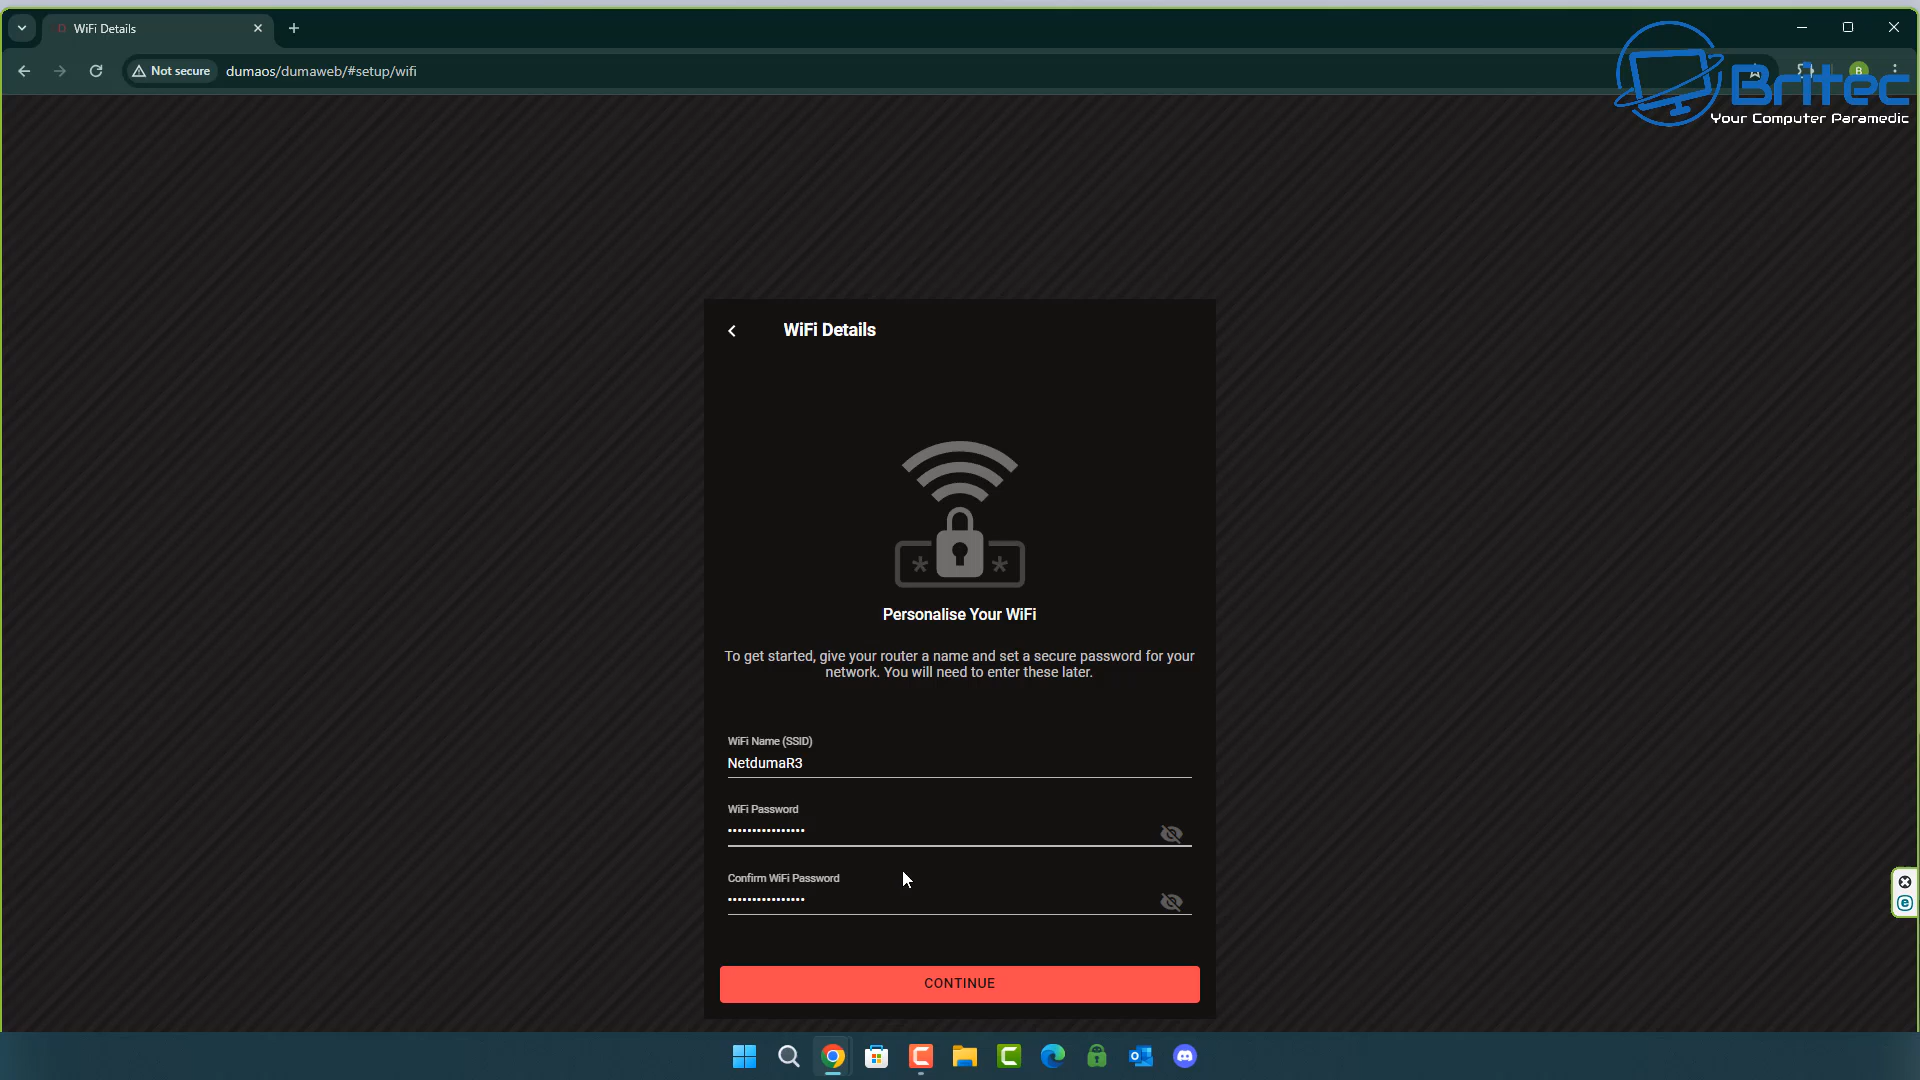 WiFi Details
Not secure
dumaos/dumaweb/#setup/wifi
B
Britec
Your Computer Paramedic
WiFi Details
* *
Personalise Your WiFi
To get started, give your router a name and set a secure password for your
network. You will need to enter these later.
WiFi Name (SSID)
NetdumaR3
WiFi Password
••••••••••••••••
Confirm WiFi Password
••••••••••••••••
CONTINUE